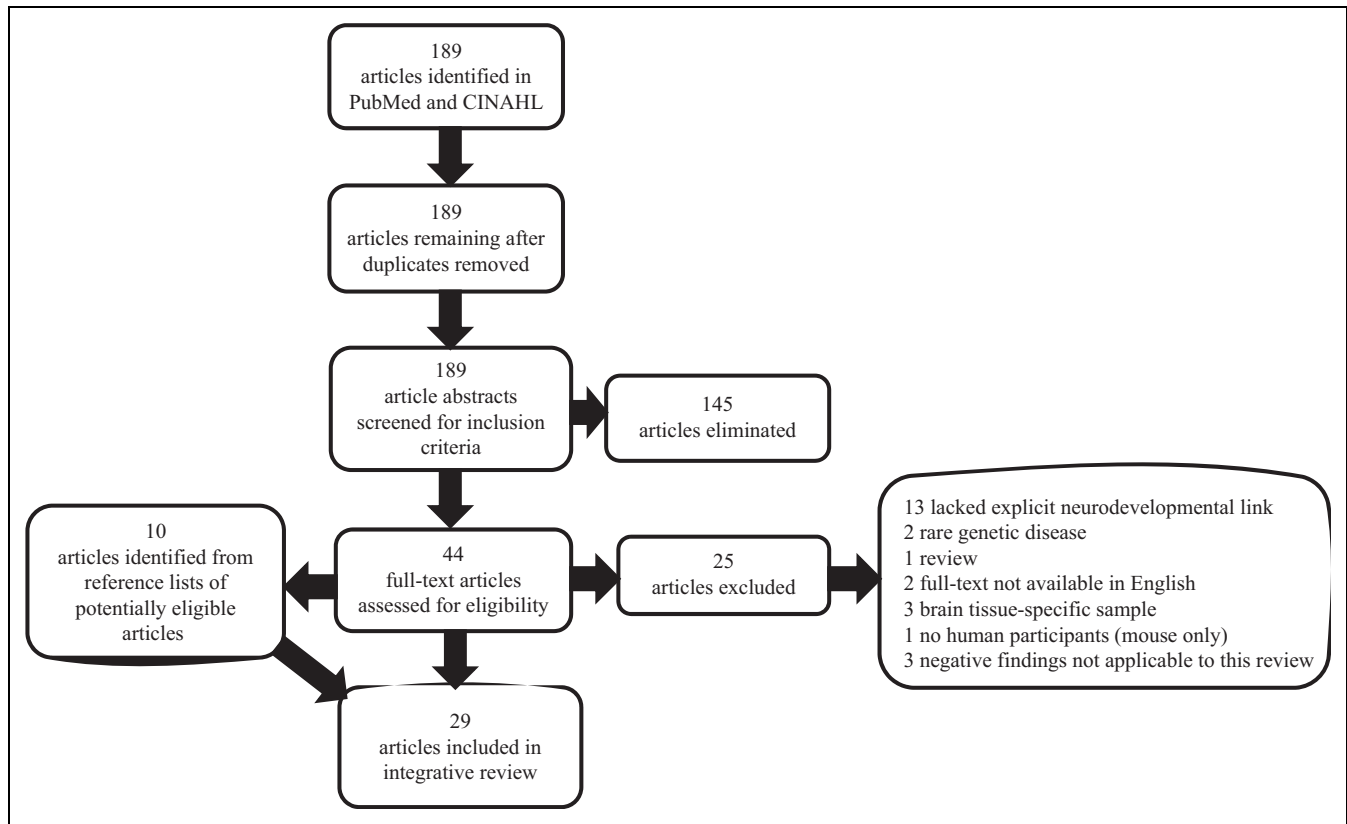 189
articles identified in
PubMed and CINAHL
189
articles remaining after
duplicates removed
189
article abstracts
screened for inclusion
criteria
145
articles eliminated
10
articles identified from
reference lists of
potentially eligible
articles
44
full-text articles
assessed for eligibility
25
articles excluded
13 lacked explicit neurodevelopmental link
2 rare genetic disease
1 review
2 full-text not available in English
3 brain tissue-specific sample
1 no human participants (mouse only)
3 negative findings not applicable to this review
29
articles included in
integrative review